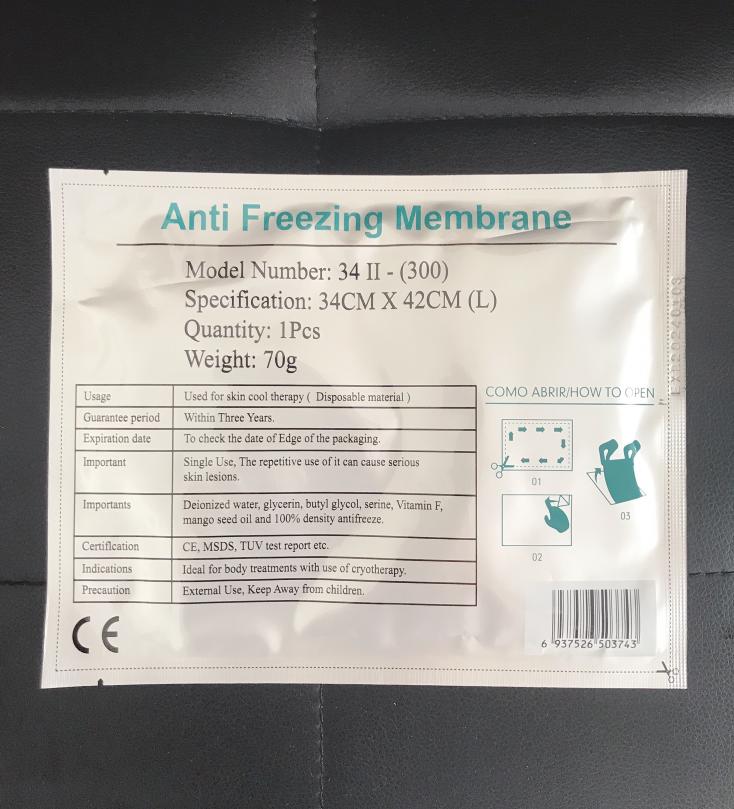 Anti Freezing Membrane
Model Number: 34 II - (300)
Specification: 34CM X 42CM (L)
Quantity: 1Pcs
Weight: 70g
Usage Used for skin cool therapy ( Disposable material )
Guarantee period Within Three Years.
Expiration date To check the date of Edge of the packaging.
Important Single Use, The repetitive use of it can cause serious
skin lesions.
Importants Deionized water, glycerin, butyl glycol, serine, Vitamin F,
mango seed oil and 100% density antifreeze.
Certification CE, MSDS, TUV test report etc.
Indications Ideal for body treatments with use of cryotherapy.
Precaution External Use, Keep Away from children.
COMO ABRIR/HOW TO OPEN
01
02
03
CE
6 937526 503743